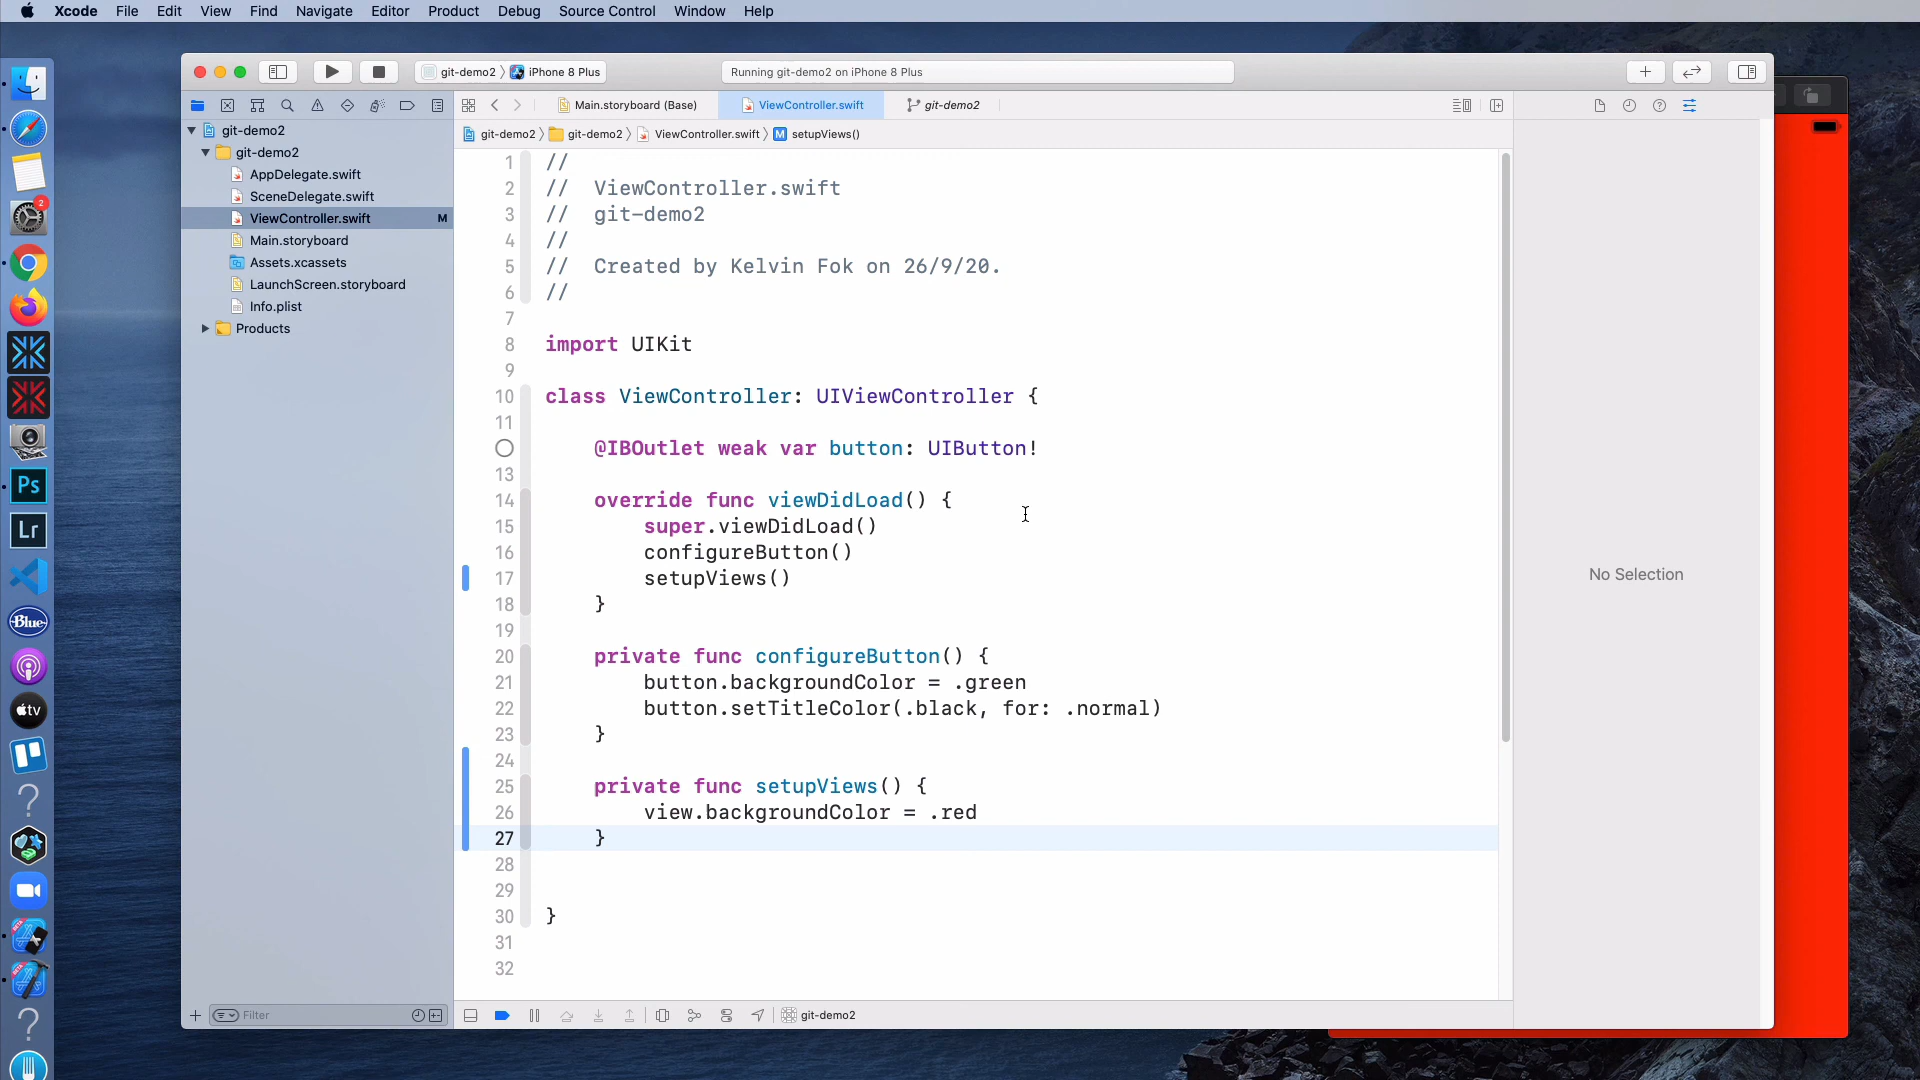 Xcode File Edit View Find Navigate Editor Product Debug Source Control Window Help
git-demo2 iPhone 8 Plus
Running git-demo2 on iPhone 8 Plus
Main.storyboard (Base) ViewController.swift git-demo2
git-demo2 git-demo2 ViewController.swift M setupViews()
git-demo2
git-demo2
AppDelegate.swift
SceneDelegate.swift
ViewController.swift M
Main.storyboard
Assets.xcassets
LaunchScreen.storyboard
Info.plist
Products
1 //
2 // ViewController.swift
3 // git-demo2
4 //
5 // Created by Kelvin Fok on 26/9/20.
6 //
7
8 import UIKit
9
10 class ViewController: UIViewController {
11
@IBOutlet weak var button: UIButton!
13
14 override func viewDidLoad() {
15 super.viewDidLoad()
16 configureButton()
17 setupViews()
18 }
19
20 private func configureButton() {
21 button.backgroundColor = .green
22 button.setTitleColor(.black, for: .normal)
23 }
24
25 private func setupViews() {
26 view.backgroundColor = .red
27 }
28
29
30 }
31
32
No Selection
Filter
git-demo2
2
Ps
Lr
Blue
tv
?
?